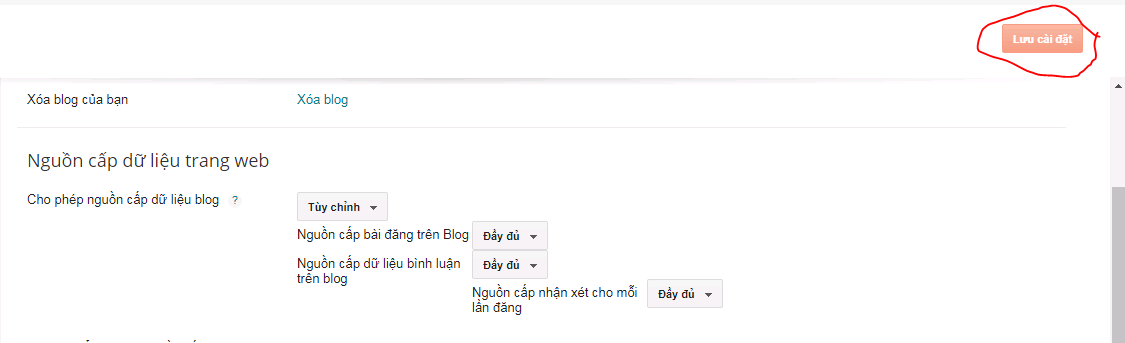 Lưu cài đặt
Xóa blog của bạn Xóa blog
Nguồn cấp dữ liệu trang web
Cho phép nguồn cấp dữ liệu blog ? Tùy chỉnh
Nguồn cấp bài đăng trên Blog Đầy đủ
Nguồn cấp dữ liệu bình luận Đầy đủ
trên blog
Nguồn cấp nhận xét cho mỗi Đầy đủ
lần đăng